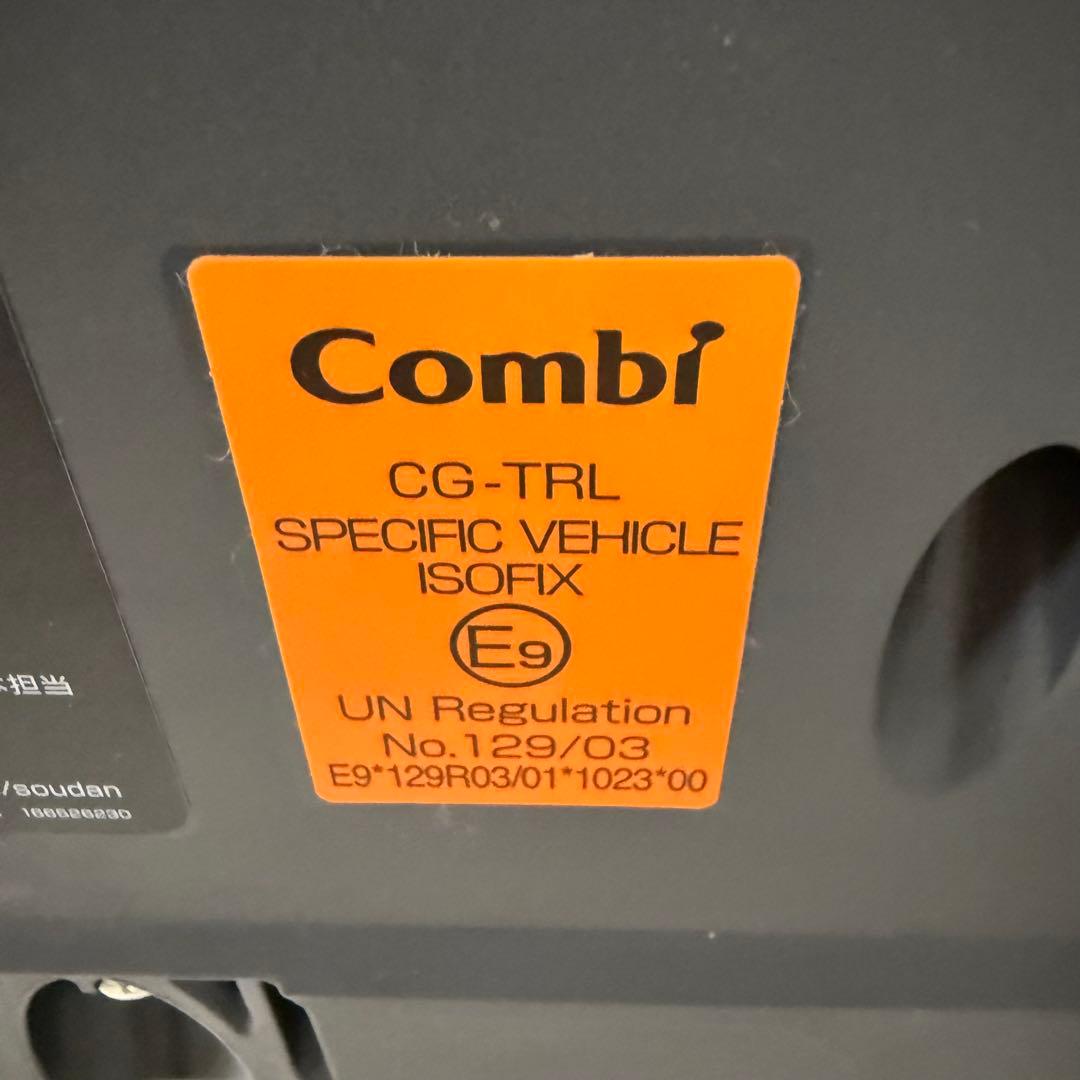 Combi
CG-TRL
SPECIFIC VEHICLE
ISOFIX
E9
UN Regulation
No.129/03
E9*129R03/01*1023*00
担当
/soudan
166526230